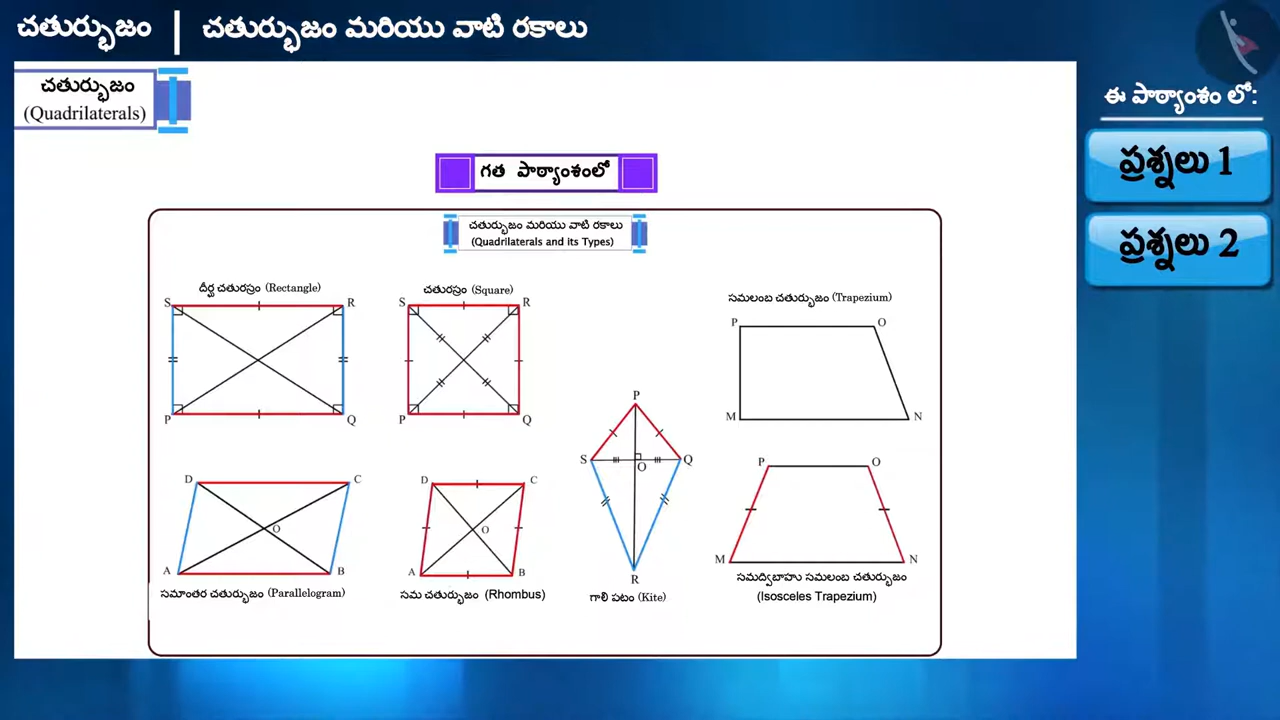 చతుర్భుజం | చతుర్భుజం మరియు వాటి రకాలు
చతుర్భుజం
(Quadrilaterals)
గత పాఠ్యాంశంలో
చతుర్భుజం మరియు వాటి రకాలు
(Quadrilaterals and its Types)
దీర్ఘ చతురస్రం (Rectangle)
S R
P Q
చతురస్రం (Square)
S R
P Q
సమలంబ చతుర్భుజం (Trapezium)
P O
M N
D C
O
A B
సమాంతర చతుర్భుజం (Parallelogram)
D C
O
A B
సమ చతుర్భుజం (Rhombus)
P
S Q
O
R
గాలి పటం (Kite)
P O
M N
సమద్విబాహు సమలంబ చతుర్భుజం
(Isosceles Trapezium)
ఈ పాఠ్యాంశం లో:
ప్రశ్నలు 1
ప్రశ్నలు 2